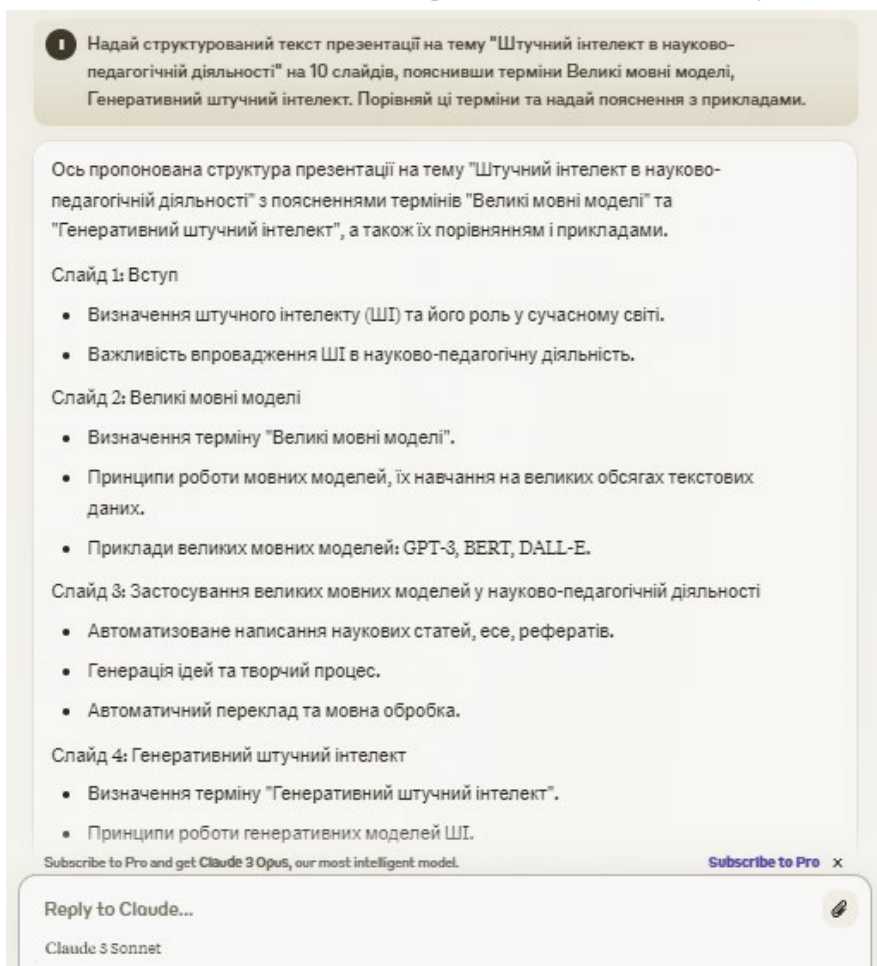 І
Надай структурований текст презентації на тему "Штучний інтелект в науково-
педагогічній діяльності" на 10 слайдів, пояснивши терміни Великі мовні моделі,
Генеративний штучний інтелект. Порівняй ці терміни та надай пояснення з прикладами.
Ось пропонована структура презентації на тему "Штучний інтелект в науково-
педагогічній діяльності" з поясненнями термінів "Великі мовні моделі" та
"Генеративний штучний інтелект", а також їх порівнянням і прикладами.
Слайд 1: Вступ
• Визначення штучного інтелекту (ШІ) та його роль у сучасному світі.
• Важливість впровадження ШІ в науково-педагогічну діяльність.
Слайд 2: Великі мовні моделі
• Визначення терміну "Великі мовні моделі".
• Принципи роботи мовних моделей, їх навчання на великих обсягах текстових
даних.
• Приклади великих мовних моделей: GPT-3, BERT, DALL-E.
Слайд 3: Застосування великих мовних моделей у науково-педагогічній діяльності
• Автоматизоване написання наукових статей, есе, рефератів.
• Генерація ідей та творчий процес.
• Автоматичний переклад та мовна обробка.
Слайд 4: Генеративний штучний інтелект
• Визначення терміну "Генеративний штучний інтелект".
• Принципи роботи генеративних моделей ШІ.
Subscribe to Pro and get Claude 3 Opus, our most intelligent model. Subscribe to Pro x
Reply to Claude...
Claude 3 Sonnet